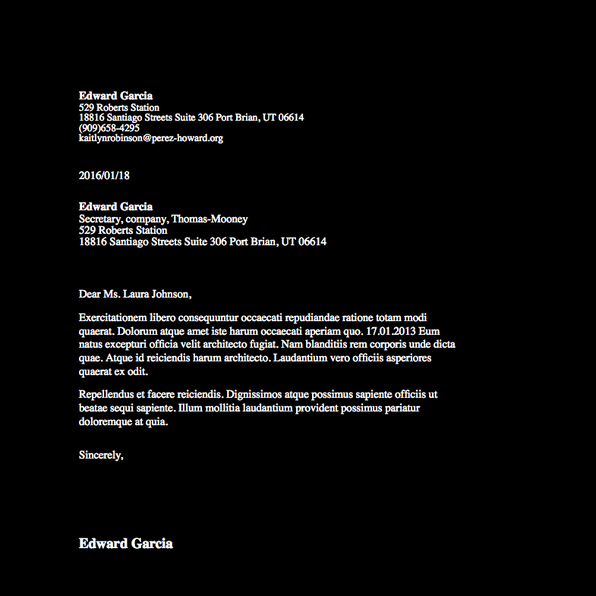 Edward Garcia
529 Roberts Station
18816 Santiago Streets Suite 306 Port Brian, UT 06614
(909)658-4295
kaitlynrobinson@perez-howard.org
2016/01/18
Edward Garcia
Secretary, company, Thomas-Mooney
529 Roberts Station
18816 Santiago Streets Suite 306 Port Brian, UT 06614
Dear Ms. Laura Johnson,
Exercitationem libero consequuntur occaecati repudiandae ratione totam modi
quaerat. Dolorum atque amet iste harum occaecati aperiam quo. 17.01.2013 Eum
natus excepturi officia velit architecto fugiat. Nam blanditiis rem corporis unde dicta
quae. Atque id reiciendis harum architecto. Laudantium vero officiis asperiores
quaerat ex odit.
Repellendus et facere reiciendis. Dignissimos atque possimus sapiente officiis ut
beatae sequi sapiente. Illum mollitia laudantium provident possimus pariatur
doloremque at quia.
Sincerely,
Edward Garcia